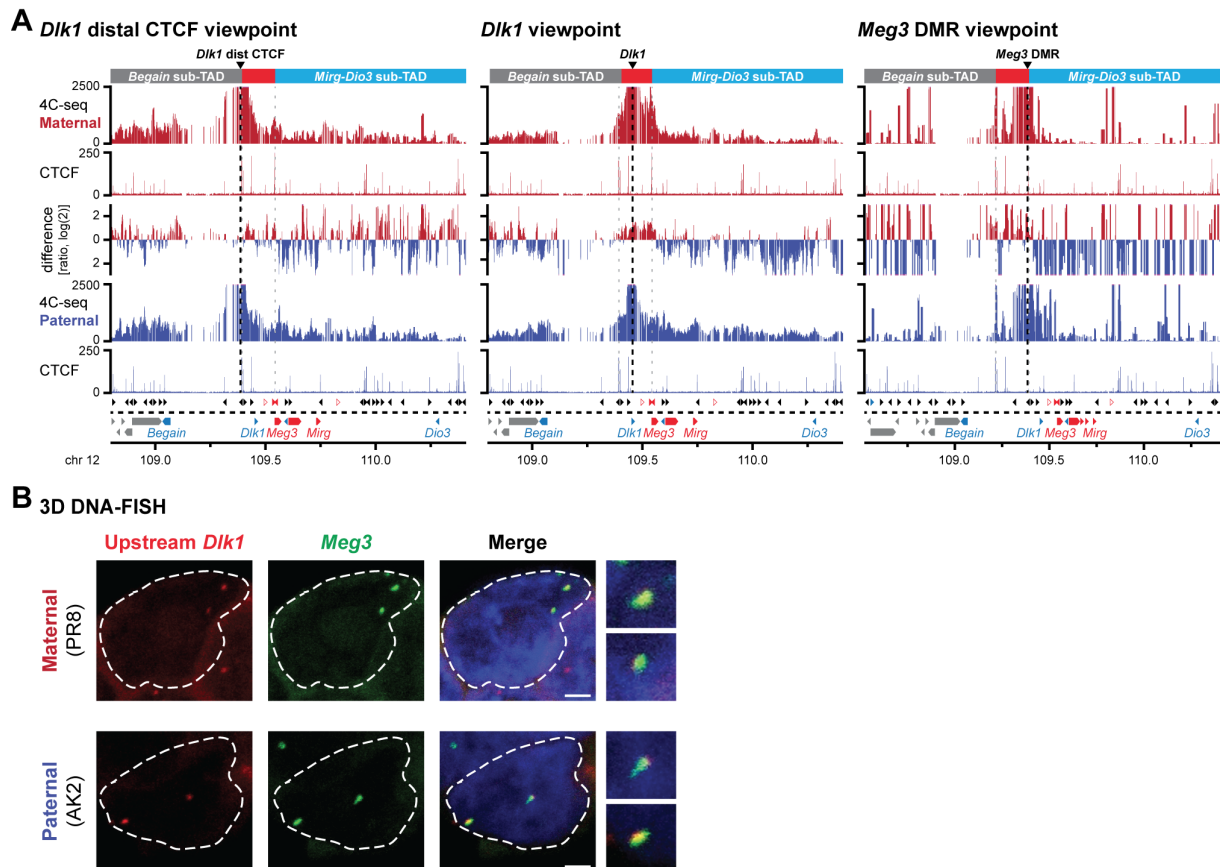 A
Dlk1 distal CTCF viewpoint
Dlk1 viewpoint
Meg3 DMR viewpoint
Dlk1 dist CTCF
Dlk1
Meg3 DMR
Begain sub-TAD
Mirg-Dio3 sub-TAD
Begain sub-TAD
Mirg-Dio3 sub-TAD
Begain sub-TAD
Mirg-Dio3 sub-TAD
2500
4C-seq
Maternal
0
250
CTCF
0
difference
[ratio, log(2)]
2
0
2
2500
4C-seq
Paternal
0
250
CTCF
0
Begain Dlk1 Meg3 Mirg Dio3
Begain Dlk1 Meg3 Mirg Dio3
Begain Dlk1 Meg3 Mirg Dio3
chr 12 109.0 109.5 110.0
109.0 109.5 110.0
109.0 109.5 110.0
B
3D DNA-FISH
Upstream Dlk1
Meg3
Merge
Maternal
(PR8)
Paternal
(AK2)